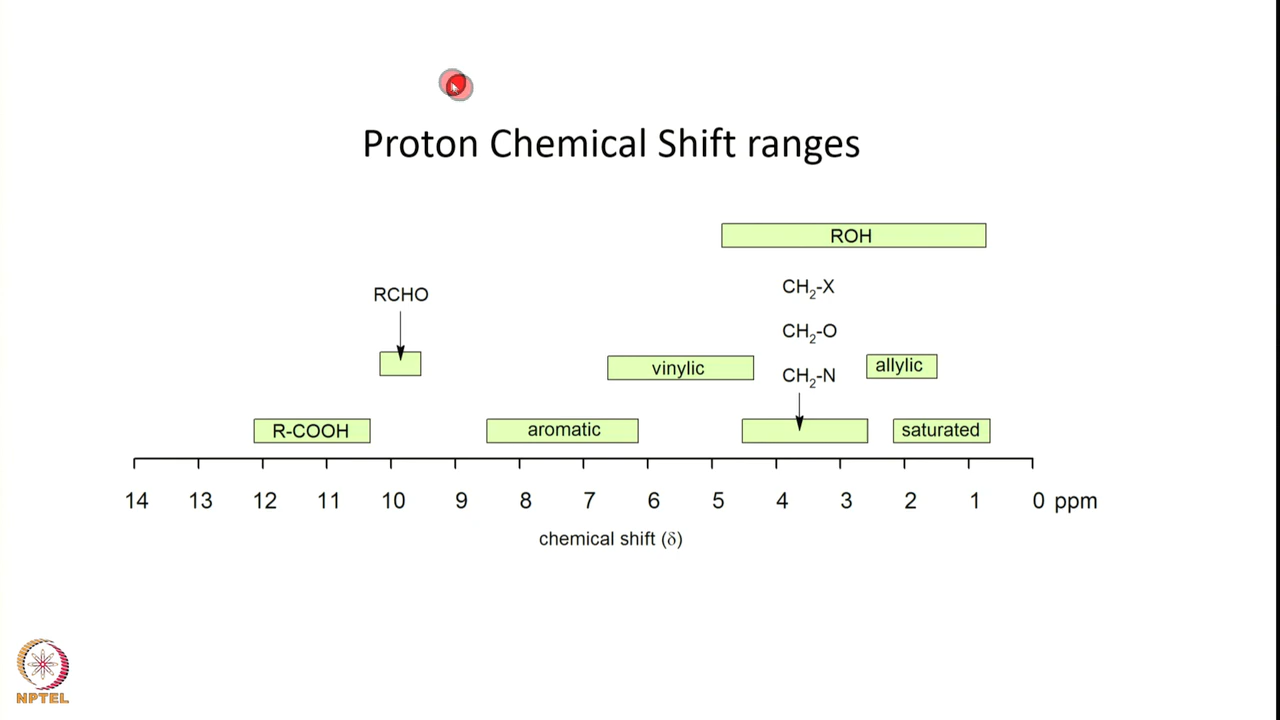 Proton Chemical Shift ranges
ROH
CH2-X
RCHO
CH2-O
vinylic
allylic
CH2-N
R-COOH
aromatic
saturated
14 13 12 11 10 9 8 7 6 5 4 3 2 1 0 ppm
chemical shift (δ)
NPTEL